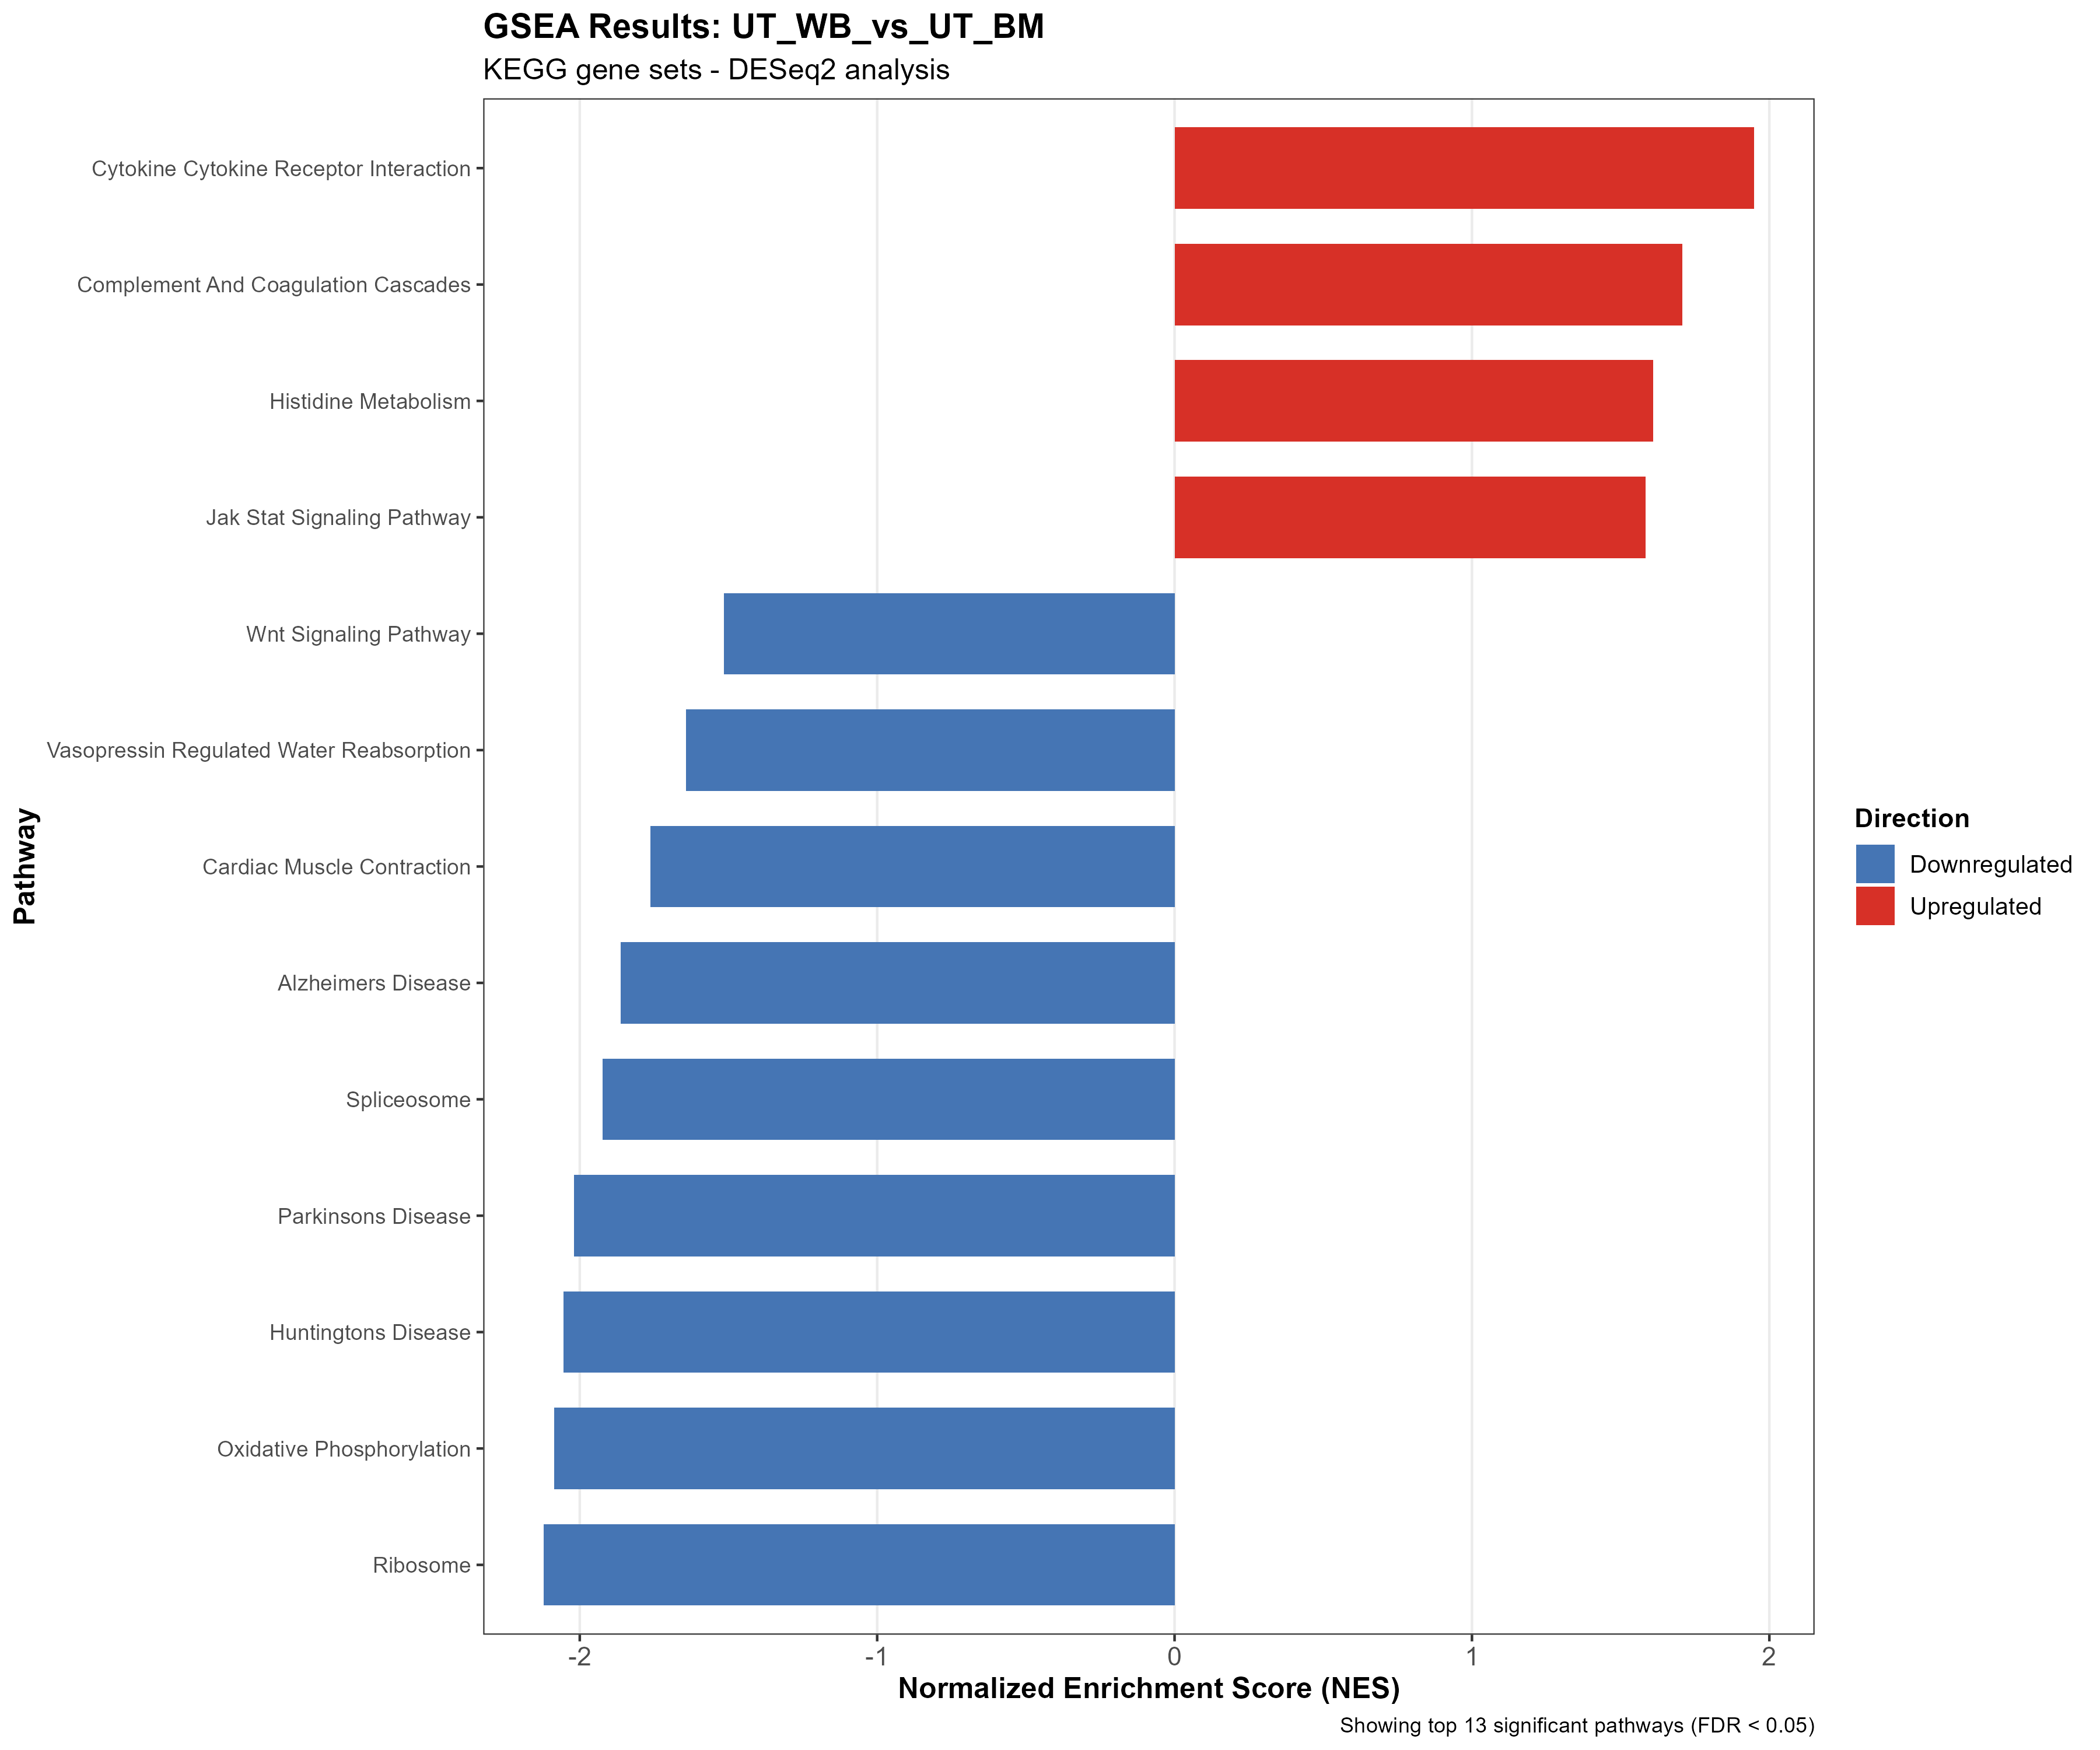 GSEA Results: UT_WB_vs_UT_BM
KEGG gene sets - DESeq2 analysis
Pathway
Cytokine Cytokine Receptor Interaction
Complement And Coagulation Cascades
Histidine Metabolism
Jak Stat Signaling Pathway
Wnt Signaling Pathway
Vasopressin Regulated Water Reabsorption
Cardiac Muscle Contraction
Alzheimers Disease
Spliceosome
Parkinsons Disease
Huntingtons Disease
Oxidative Phosphorylation
Ribosome
-2 -1 0 1 2
Normalized Enrichment Score (NES)
Direction
Downregulated
Upregulated
Showing top 13 significant pathways (FDR < 0.05)